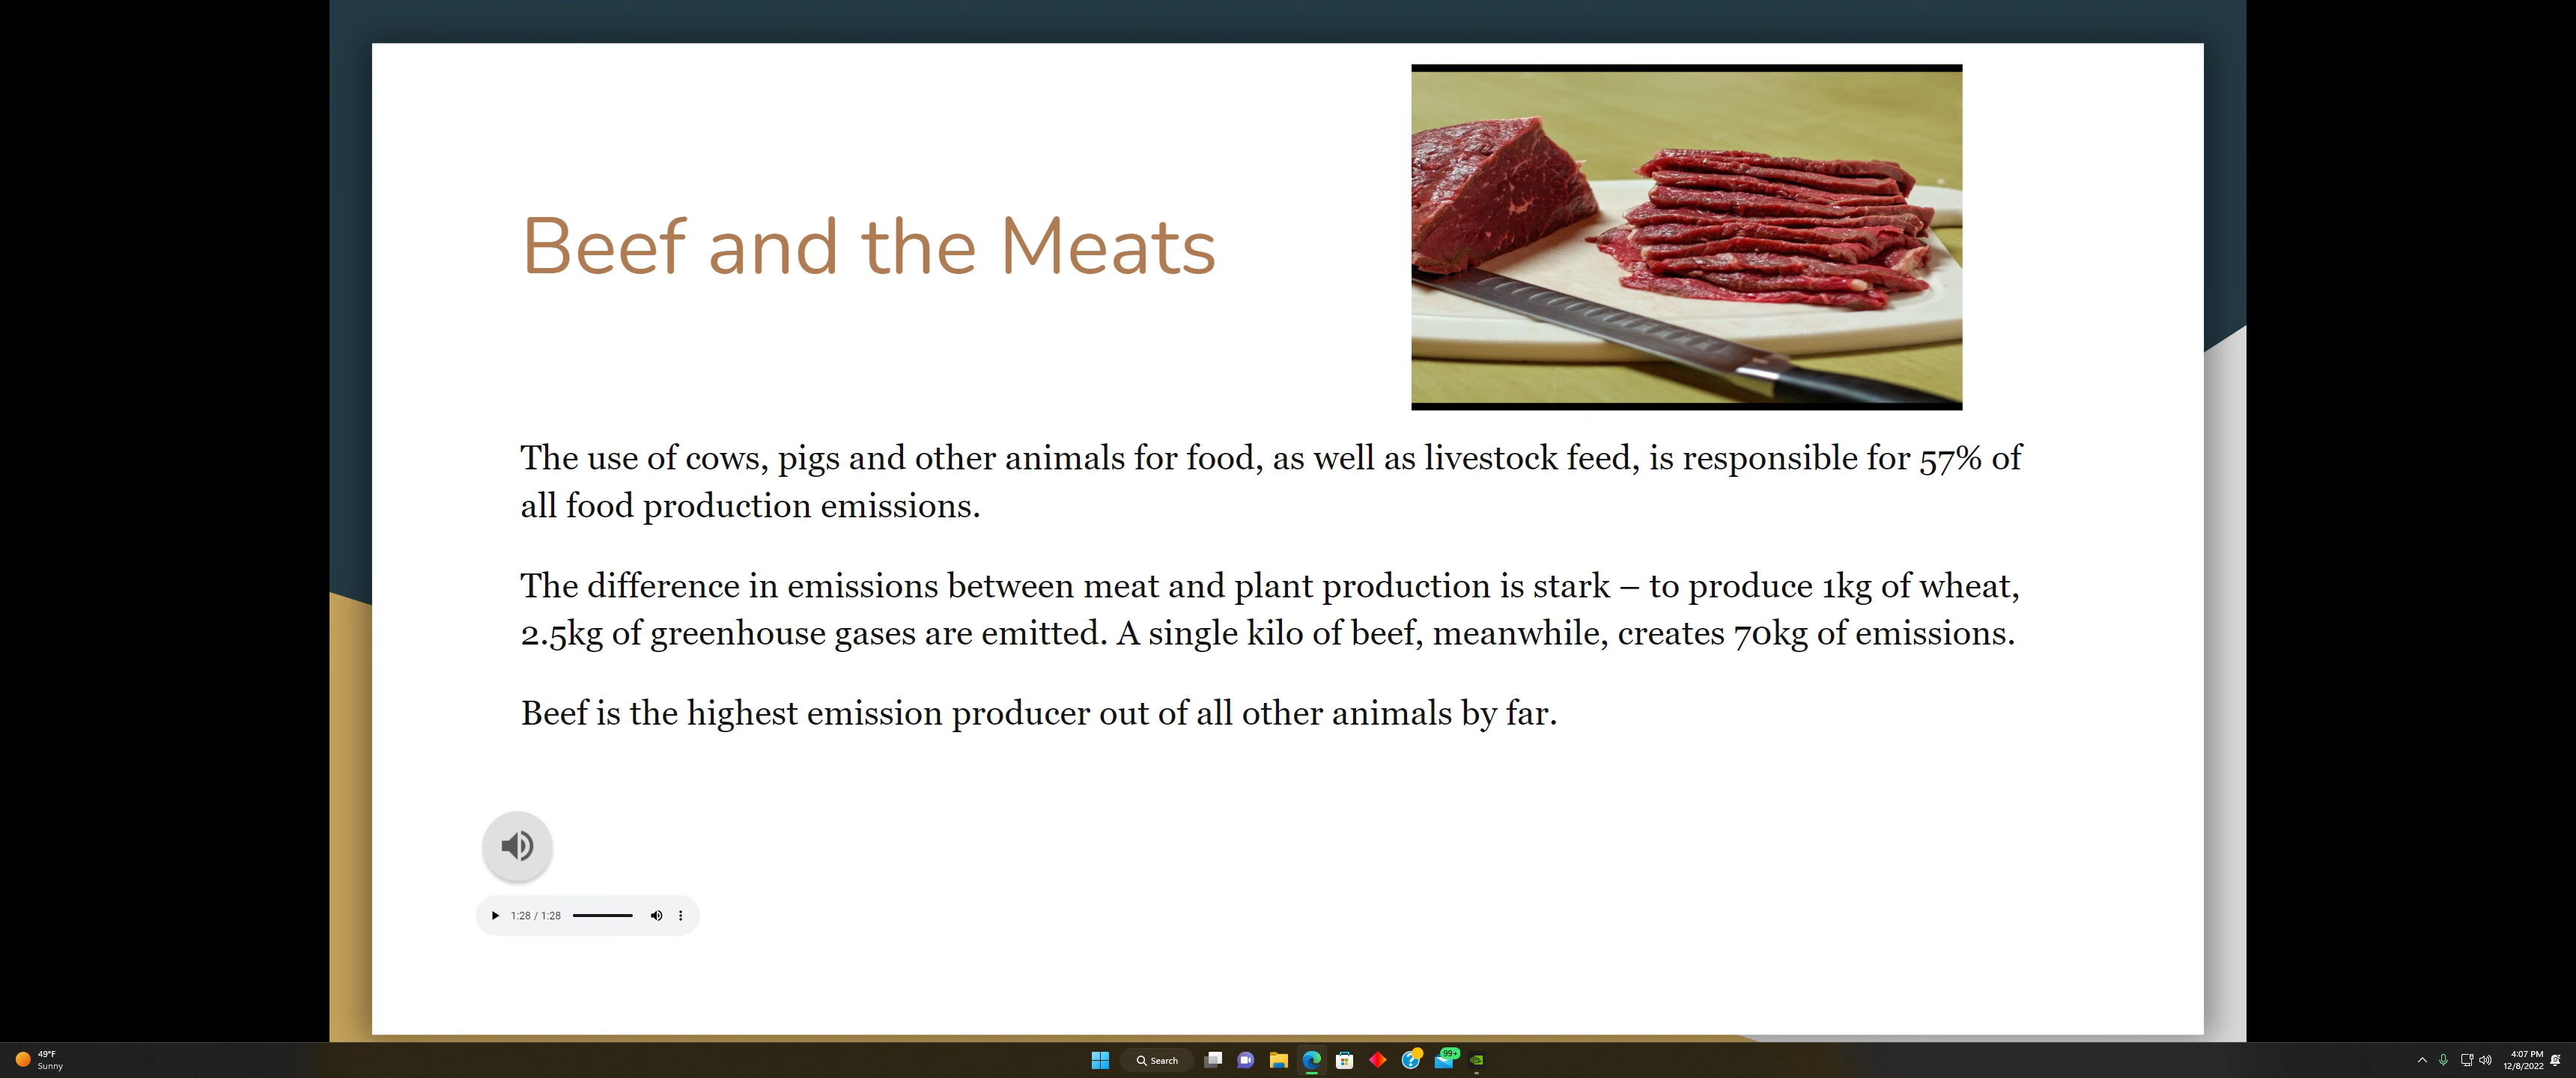 Beef and the Meats
The use of cows, pigs and other animals for food, as well as livestock feed, is responsible for 57% of
all food production emissions.
The difference in emissions between meat and plant production is stark – to produce 1kg of wheat,
2.5kg of greenhouse gases are emitted. A single kilo of beef, meanwhile, creates 70kg of emissions.
Beef is the highest emission producer out of all other animals by far.
1:28 / 1:28
49°F
Sunny
Search
99+
4:07 PM
12/8/2022